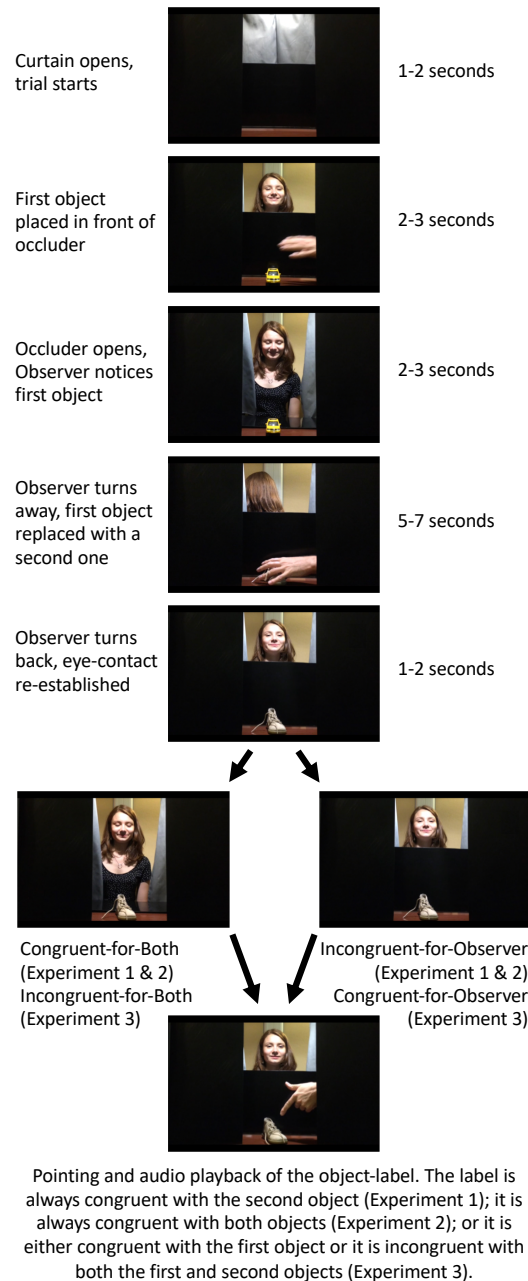 Curtain opens,
trial starts
1-2 seconds
First object
placed in front of
occluder
2-3 seconds
Occluder opens,
Observer notices
first object
2-3 seconds
Observer turns
away, first object
replaced with a
second one
5-7 seconds
Observer turns
back, eye-contact
re-established
1-2 seconds
Congruent-for-Both
(Experiment 1 & 2)
Incongruent-for-Both
(Experiment 3)
Incongruent-for-Observer
(Experiment 1 & 2)
Congruent-for-Observer
(Experiment 3)
Pointing and audio playback of the object-label. The label is
always congruent with the second object (Experiment 1); it is
always congruent with both objects (Experiment 2); or it is
either congruent with the first object or it is incongruent with
both the first and second objects (Experiment 3).